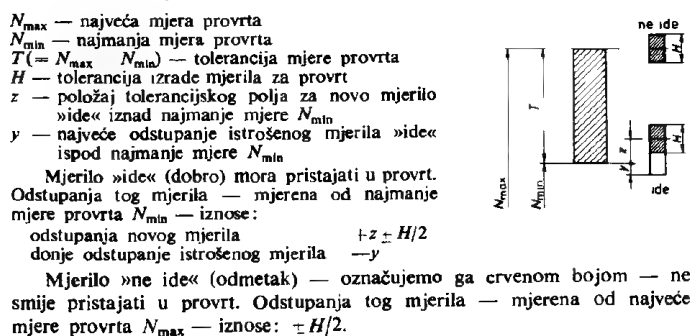 N_max — najveća mjera provrta
N_min — najmanja mjera provrta
T(= N_max N_min) — tolerancija mjere provrta
H — tolerancija izrade mjerila za provrt
z — položaj tolerancijskog polja za novo mjerilo
»ide« iznad najmanje mjere N_min
y — najveće odstupanje istrošenog mjerila »ide«
ispod najmanje mjere N_min
Mjerilo »ide« (dobro) mora pristajati u provrt.
Odstupanja tog mjerila — mjerena od najmanje
mjere provrta N_min — iznose:
odstupanja novog mjerila +z ± H/2
donje odstupanje istrošenog mjerila —y
ne ide
H
T
H
z
y
N_max
N_min
ide
Mjerilo »ne ide« (odmetak) — označujemo ga crvenom bojom — ne
smije pristajati u provrt. Odstupanja tog mjerila — mjerena od najveće
mjere provrta N_max — iznose: ± H/2.